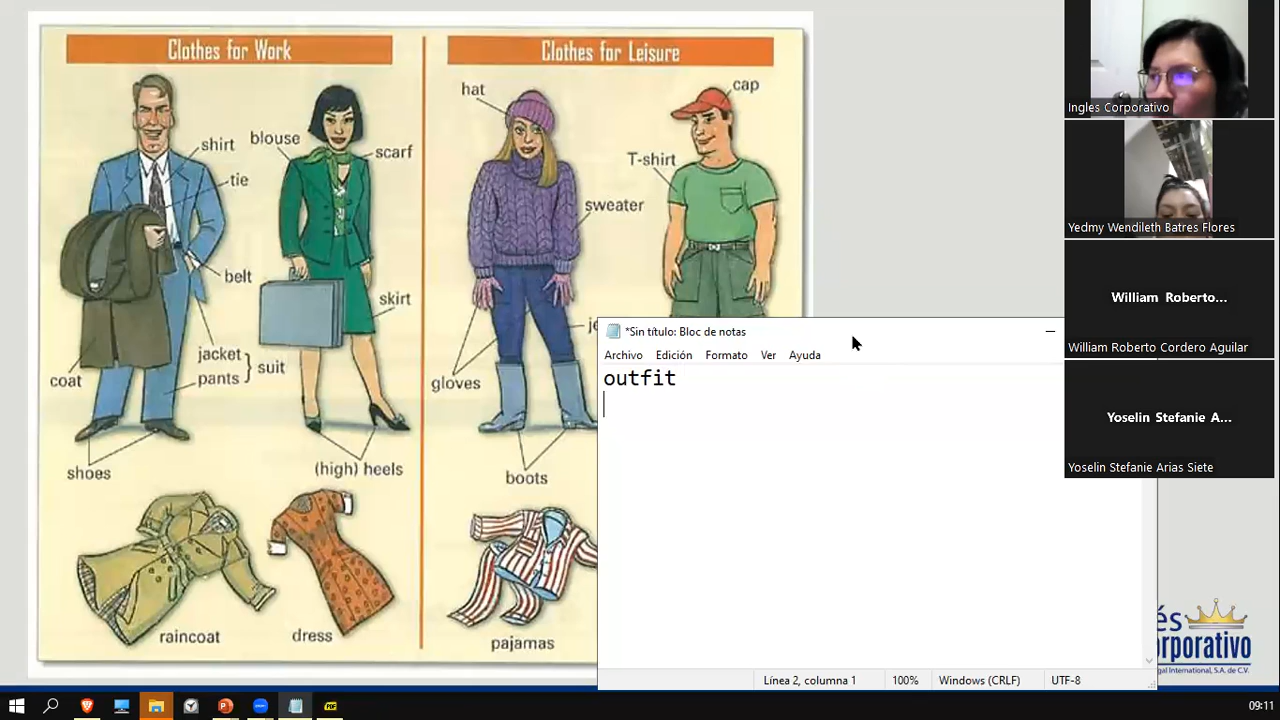 Clothes for Work
Clothes for Leisure
shirt
blouse
scarf
tie
belt
skirt
jacket
pants
suit
coat
shoes
(high) heels
raincoat
dress
hat
cap
T-shirt
sweater
gloves
boots
pajamas
*Sin título: Bloc de notas
Archivo Edición Formato Ver Ayuda
outfit
Línea 2, columna 1 100% Windows (CRLF) UTF-8
Ingles Corporativo
Yedmy Wendileth Batres Flores
William Roberto...
William Roberto Cordero Aguilar
Yoselin Stefanie A...
Yoselin Stefanie Arias Siete
09:11